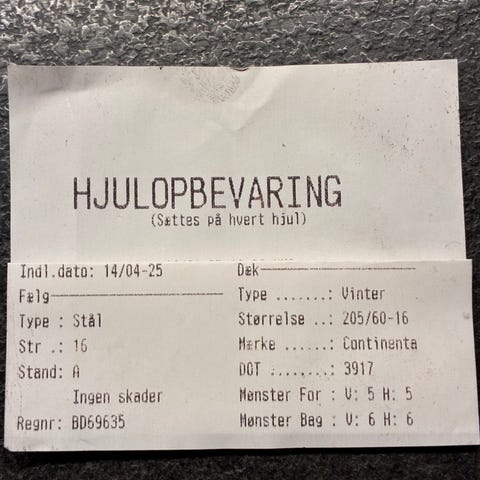 HJULOPBEVARING
(Sættes på hvert hjul)
Indl.dato: 14/04-25
Fælg
Type : Stål
Str .: 16
Stand: A
Ingen skader
Regnr: BD69635
Dæk
Type .......: Vinter
Størrelse ..: 205/60-16
Mærke ......: Continenta
DOT ........: 3917
Mønster For : V: 5 H: 5
Mønster Bag : V: 6 H: 6